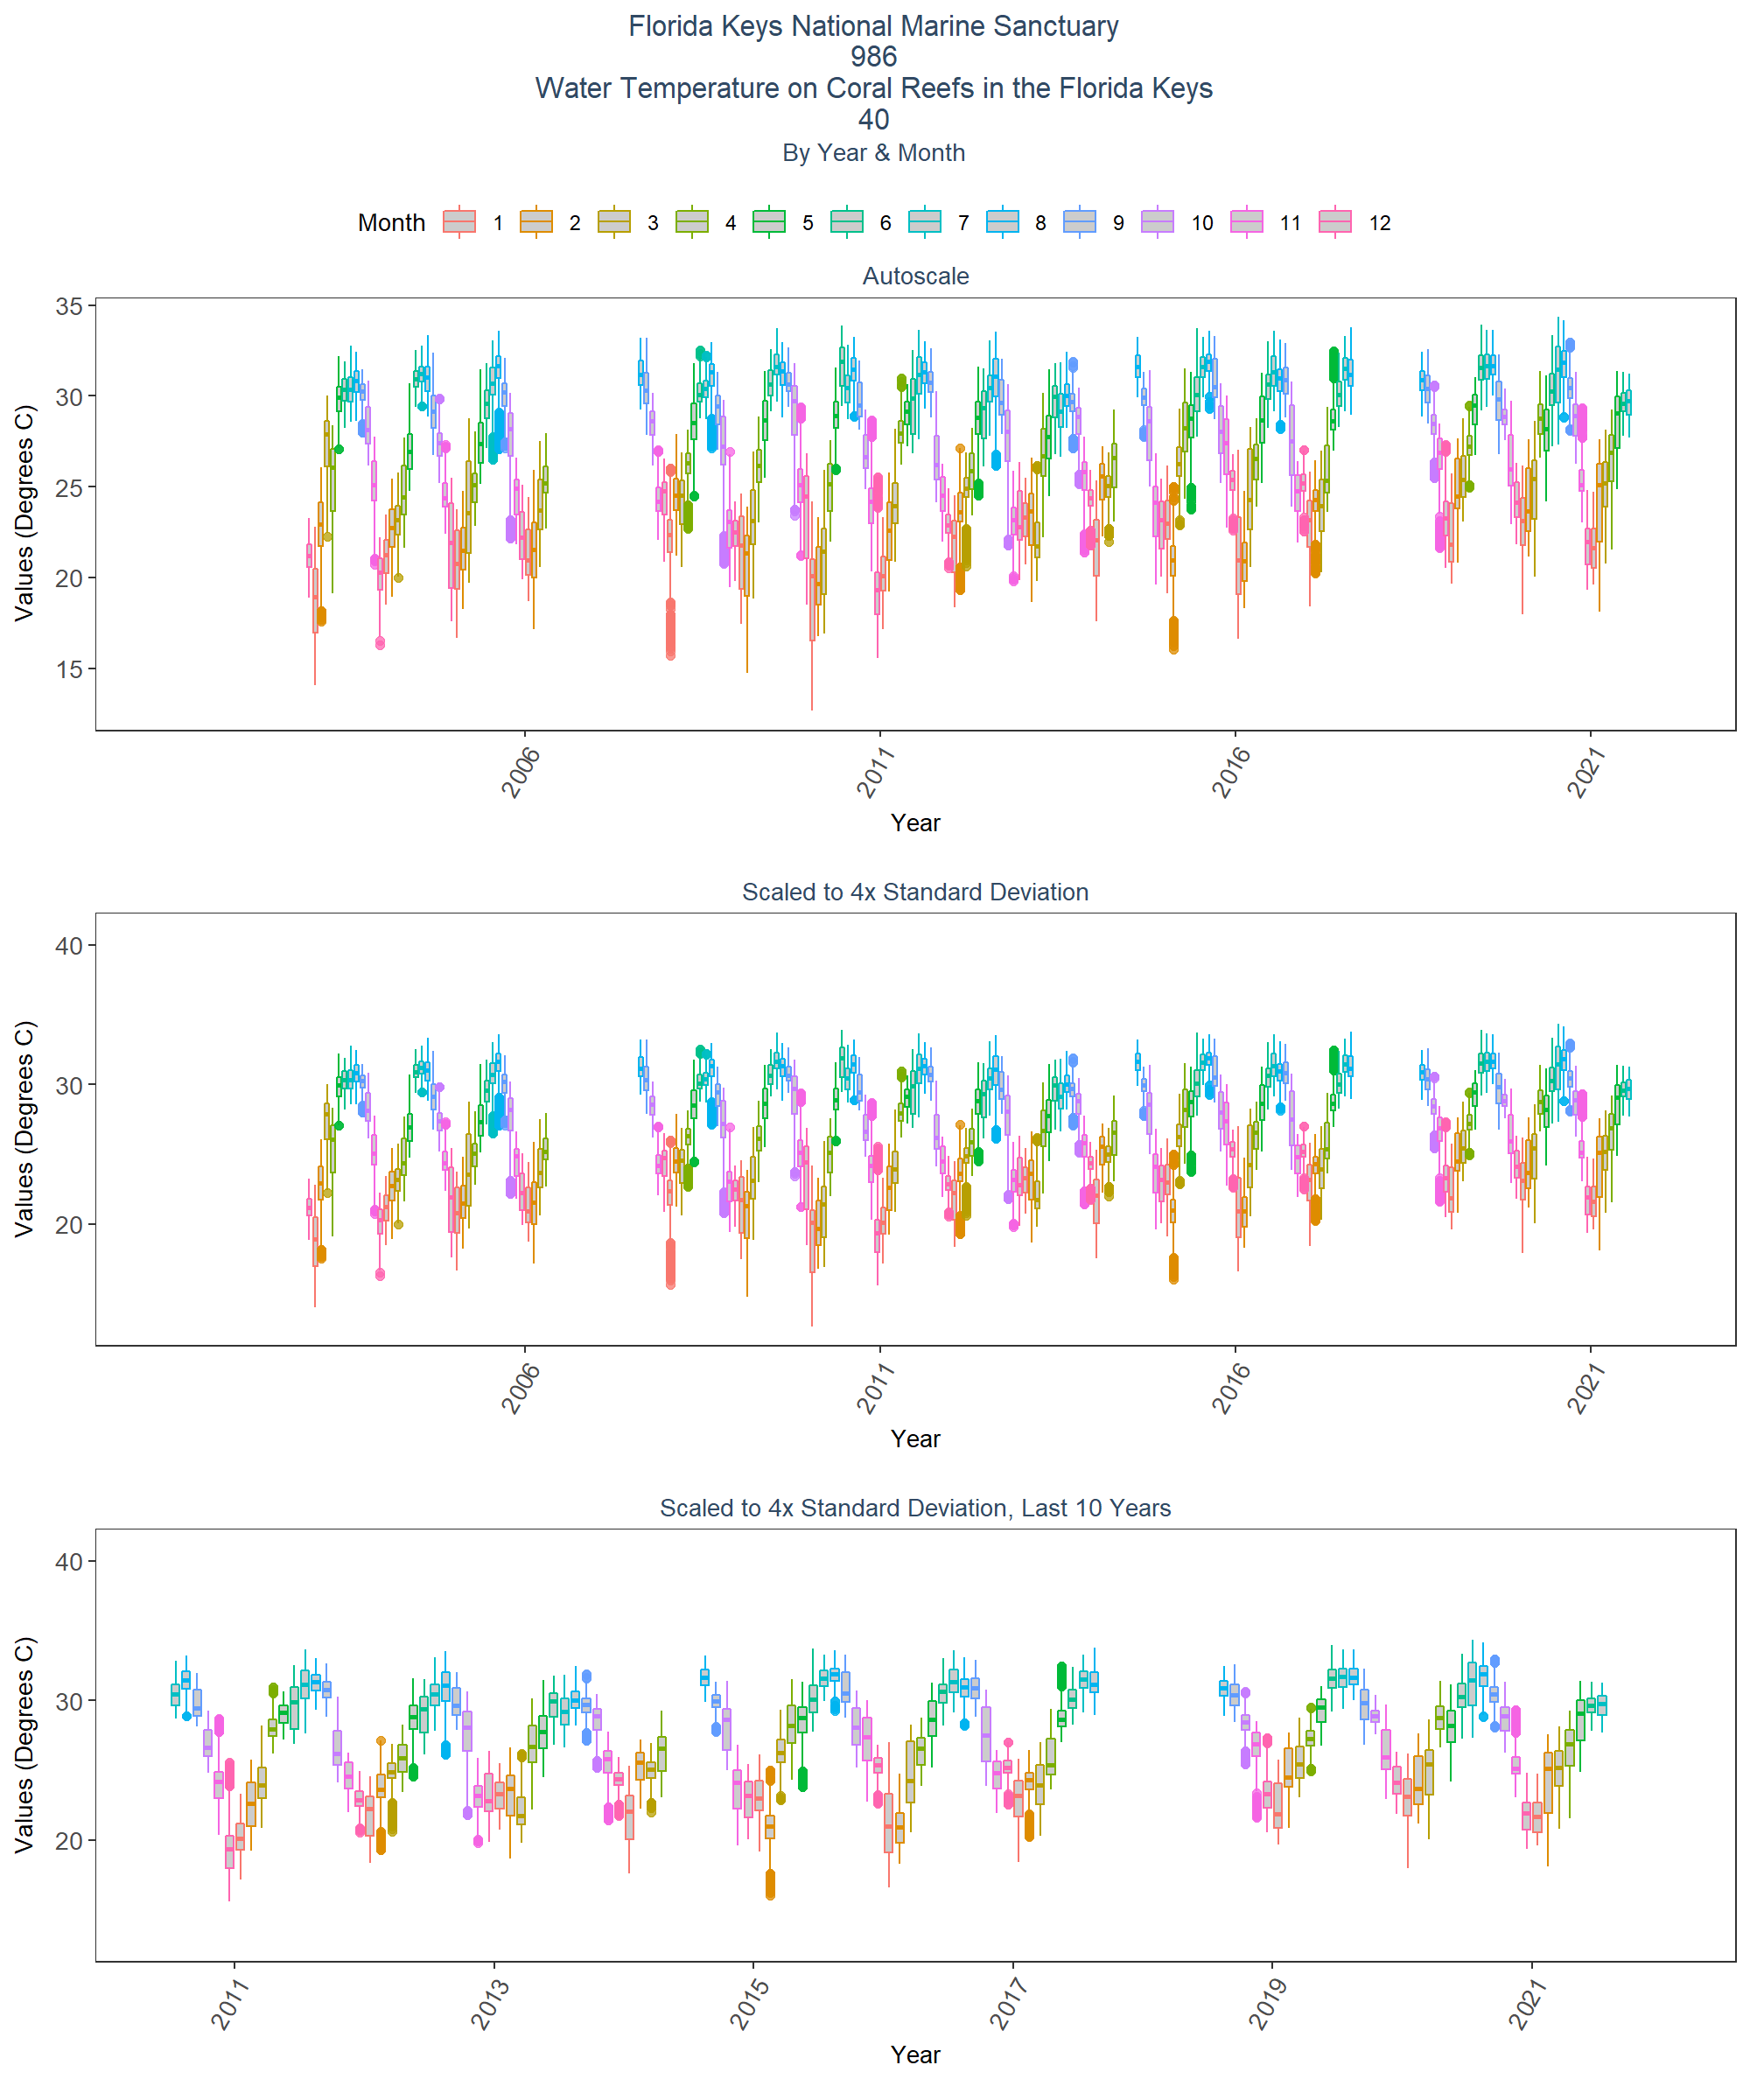 Florida Keys National Marine Sanctuary
986
Water Temperature on Coral Reefs in the Florida Keys
40
By Year & Month
Month 1 2 3 4 5 6 7 8 9 10 11 12
Autoscale
Values (Degrees C)
35
30
25
20
15
2006 2011 2016 2021
Year
Scaled to 4x Standard Deviation
Values (Degrees C)
40
30
20
2006 2011 2016 2021
Year
Scaled to 4x Standard Deviation, Last 10 Years
Values (Degrees C)
40
30
20
2011 2013 2015 2017 2019 2021
Year